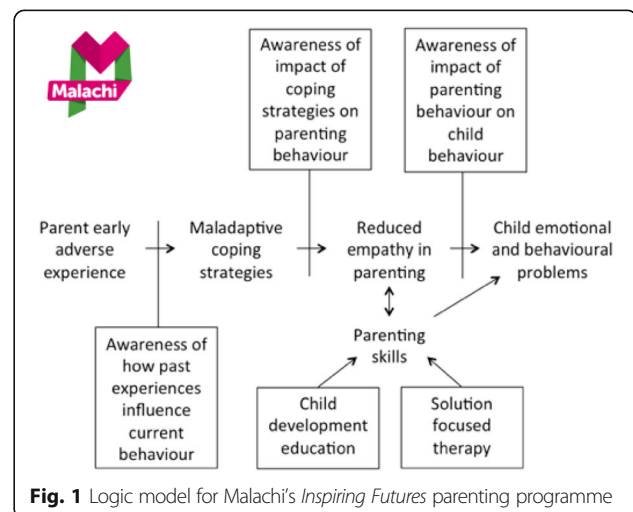 Malachi
Awareness of
impact of
coping
strategies on
parenting
behaviour
Awareness of
impact of
parenting
behaviour on
child
behaviour
Parent early
adverse
experience
Maladaptive
coping
strategies
Reduced
empathy in
parenting
Child emotional
and behavioural
problems
Awareness of
how past
experiences
influence
current
behaviour
Parenting
skills
Child
development
education
Solution
focused
therapy
Fig. 1 Logic model for Malachi's Inspiring Futures parenting programme